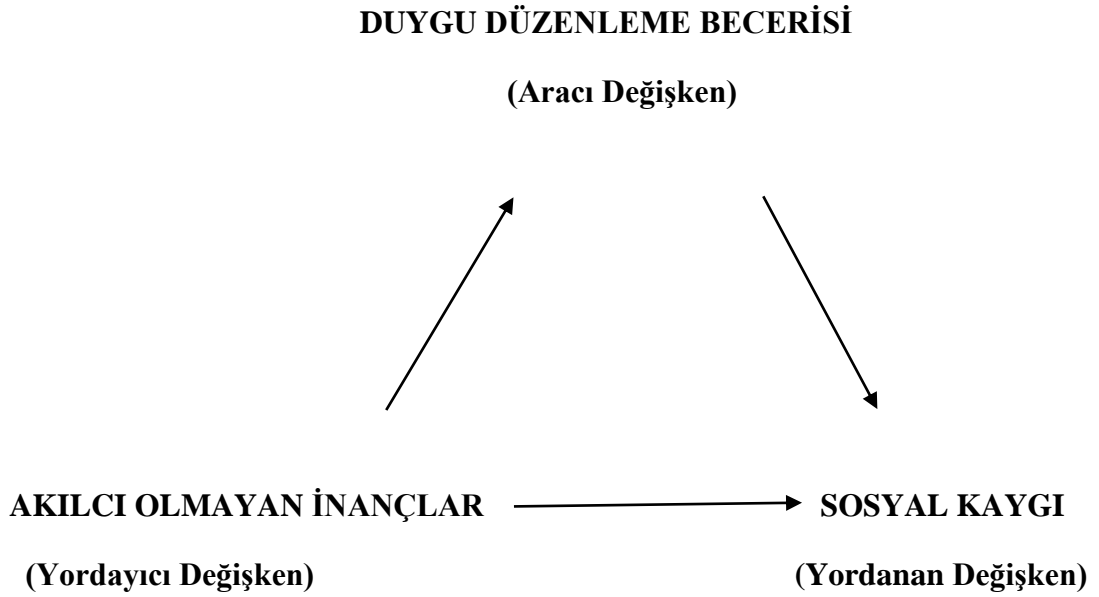 DUYGU DÜZENLEME BECERİSİ
(Aracı Değişken)
AKILCI OLMAYAN İNANÇLAR
SOSYAL KAYGI
(Yordayıcı Değişken)
(Yordanan Değişken)